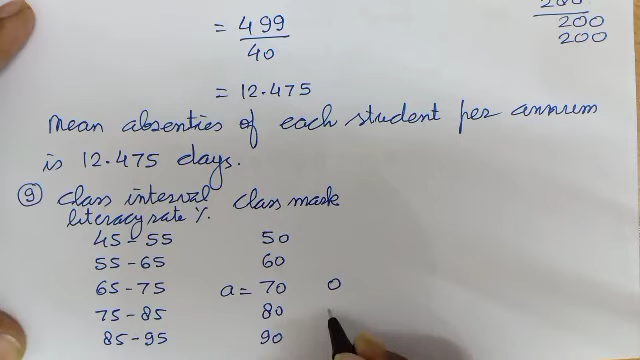 = 499
40
200
200
200
= 12.475
Mean absenties of each student per annum
is 12.475 days.
9 Class interval Class mark
literacy rate %.
45-55 50
55-65 60
65-75 a = 70 0
75-85 80
85-95 90